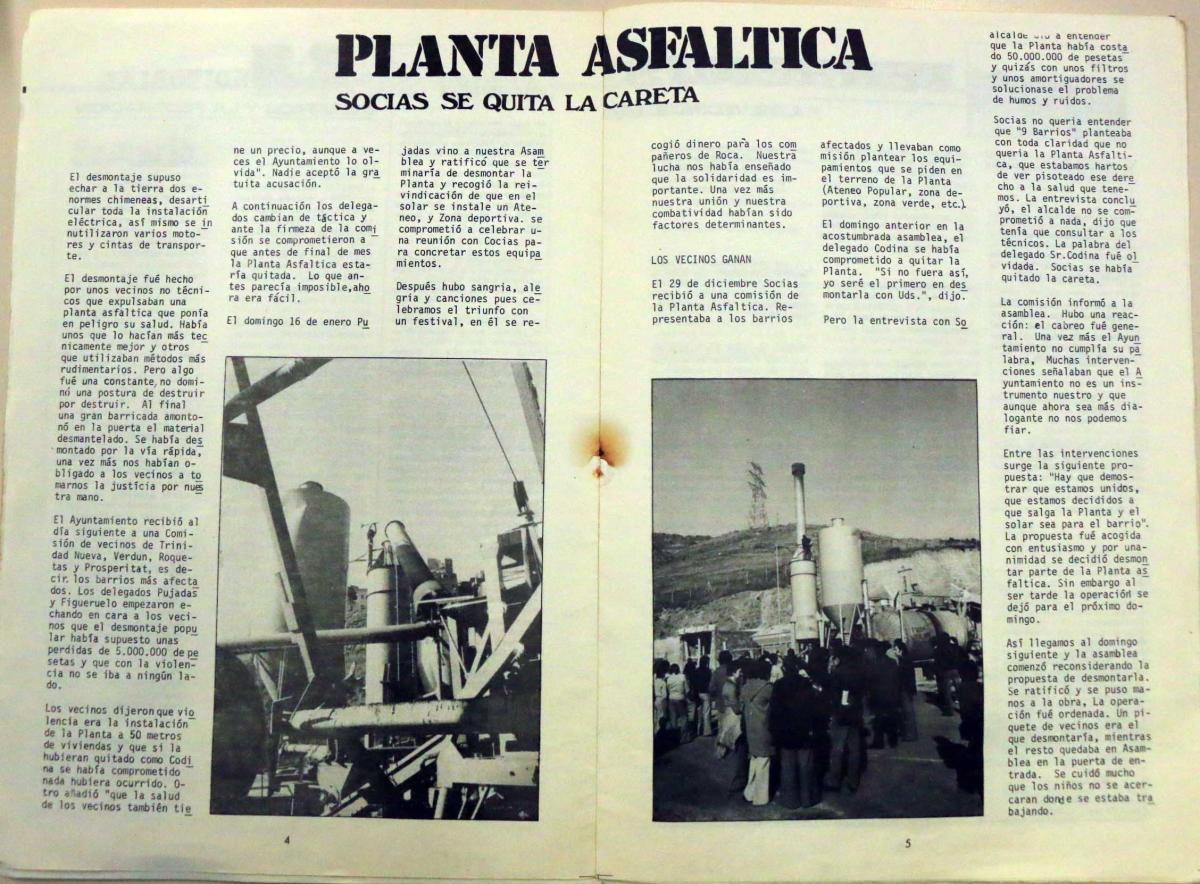 PLANTA ASFALTICA
SOCIAS SE QUITA LA CARETA
El desmontaje supuso
echar a la tierra dos e-
normes chimeneas, desarti
cular toda la instalación
eléctrica, así mismo se in
nutilizaron varios moto-
res y cintas de transpor-
te.
El desmontaje fué hecho
por unos vecinos no técni-
cos que expulsaban una
planta asfaltica que ponía
en peligro su salud. Había
unos que lo hacían más tec
nicamente mejor y otros
que utilizaban métodos más
rudimentarios. Pero algo
fué una constante, no domi-
nó una postura de destruir
por destruir. Al final
una gran barricada amonto-
nó en la puerta el material
desmantelado. Se había des
montado por la vía rápida,
una vez más nos habían o-
bligado a los vecinos a to
marnos la justícia por nues
tra mano.
El Ayuntamiento recibió al
día siguiente a una Comi-
sión de vecinos de Trini-
dad Nueva, Verdun, Roque-
tas y Prosperitat, es de-
cir, los barrios más afecta
dos. Los delegados Pujadas
y Figueruelo empezaron e-
chando en cara a los veci-
nos que el desmontaje popu
lar había supuesto unas
perdidas de 5.000.000 de pe
setas y que con la violen-
cia no se iba a ningún la-
do.
Los vecinos dijeron que vio
lencia era la instalación
de la Planta a 50 metros
de viviendas y que si la
hubieran quitado como Codi
na se había comprometido
nada hubiera ocurrido. O-
tro añadió "que la salud
de los vecinos también tie
ne un precio, aunque a ve-
ces el Ayuntamiento lo ol-
vida". Nadie aceptó la gra
tuita acusación.
A continuación los delega-
dos cambian de táctica y
ante la firmeza de la comi
sión se comprometieron a
que antes de final de mes
la Planta Asfaltica esta-
ría quitada. Lo que an-
tes parecía imposible,aho
ra era fácil.
El domingo 16 de enero Pu
jadas vino a nuestra Asam
blea y ratificó que se ter
minaría de desmontar la
Planta y recogió la rei-
vindicación de que en el
solar se instale un Ate-
neo, y Zona deportiva. se
comprometió a celebrar u-
na reunión con Cocias pa-
ra concretar estos equipa
mientos.
Después hubo sangria, ale
gria y canciones pues ce-
lebramos el triunfo con
un festival, en él se re-
cogió dinero para los com
pañeros de Roca. Nuestra
lucha nos había enseñado
que la solidaridad es im-
portante. Una vez más
nuestra unión y nuestra
combatividad habían sido
factores determinantes.
LOS VECINOS GANAN
El 29 de diciembre Socias
recibió a una comisión de
la Planta Asfaltica. Re-
presentaba a los barrios
afectados y llevaban como
misión plantear los equi-
pamientos que se piden en
el terreno de la Planta
(Ateneo Popular, zona de-
portiva, zona verde, etc.).
El domingo anterior en la
acostumbrada asamblea, el
delegado Codina se había
comprometido a quitar la
Planta. "Si no fuera así,
yo seré el primero en des
montarla con Uds.", dijo.
Pero la entrevista con So
alcalde dió a entender
que la Planta había costa
do 50.000.000 de pesetas
y quizás con unos filtros
y unos amortiguadores se
solucionase el problema
de humos y ruidos.
Socias no queria entender
que "9 Barrios" planteaba
con toda claridad que no
queria la Planta Asfalti-
ca, que estabamos hartos
de ver pisoteado ese dere
cho a la salud que tene-
mos. La entrevista conclu
yó, el alcalde no se com-
prometió a nada, dijo que
tenía que consultar a los
técnicos. La palabra del
delegado Sr.Codina fué ol
vidada. Socias se había
quitado la careta.
La comisión informó a la
asamblea. Hubo una reac-
ción: el cabreo fué gene-
ral. Una vez más el Ayun
tamiento no cumplía su pa
labra, Muchas interven-
ciones señalaban que el A
yuntamiento no es un ins-
trumento nuestro y que
aunque ahora sea más dia-
logante no nos podemos
fiar.
Entre las intervenciones
surge la siguiente pro-
puesta: "Hay que demos-
trar que estamos unidos,
que estamos decididos a
que salga la Planta y el
solar sea para el barrio".
La propuesta fué acogida
con entusiasmo y por una-
nimidad se decidió desmon
tar parte de la Planta as
faltica. Sin embargo al
ser tarde la operación se
dejó para el próximo do-
mingo.
Así llegamos al domingo
siguiente y la asamblea
comenzó reconsiderando la
propuesta de desmontarla.
Se ratificó y se puso ma-
nos a la obra, La opera-
ción fué ordenada. Un pi-
quete de vecinos era el
que desmontaría, mientras
el resto quedaba en Asam-
blea en la puerta de en-
trada. Se cuidó mucho
que los niños no se acer-
caran donde se estaba tra
bajando.
4
5